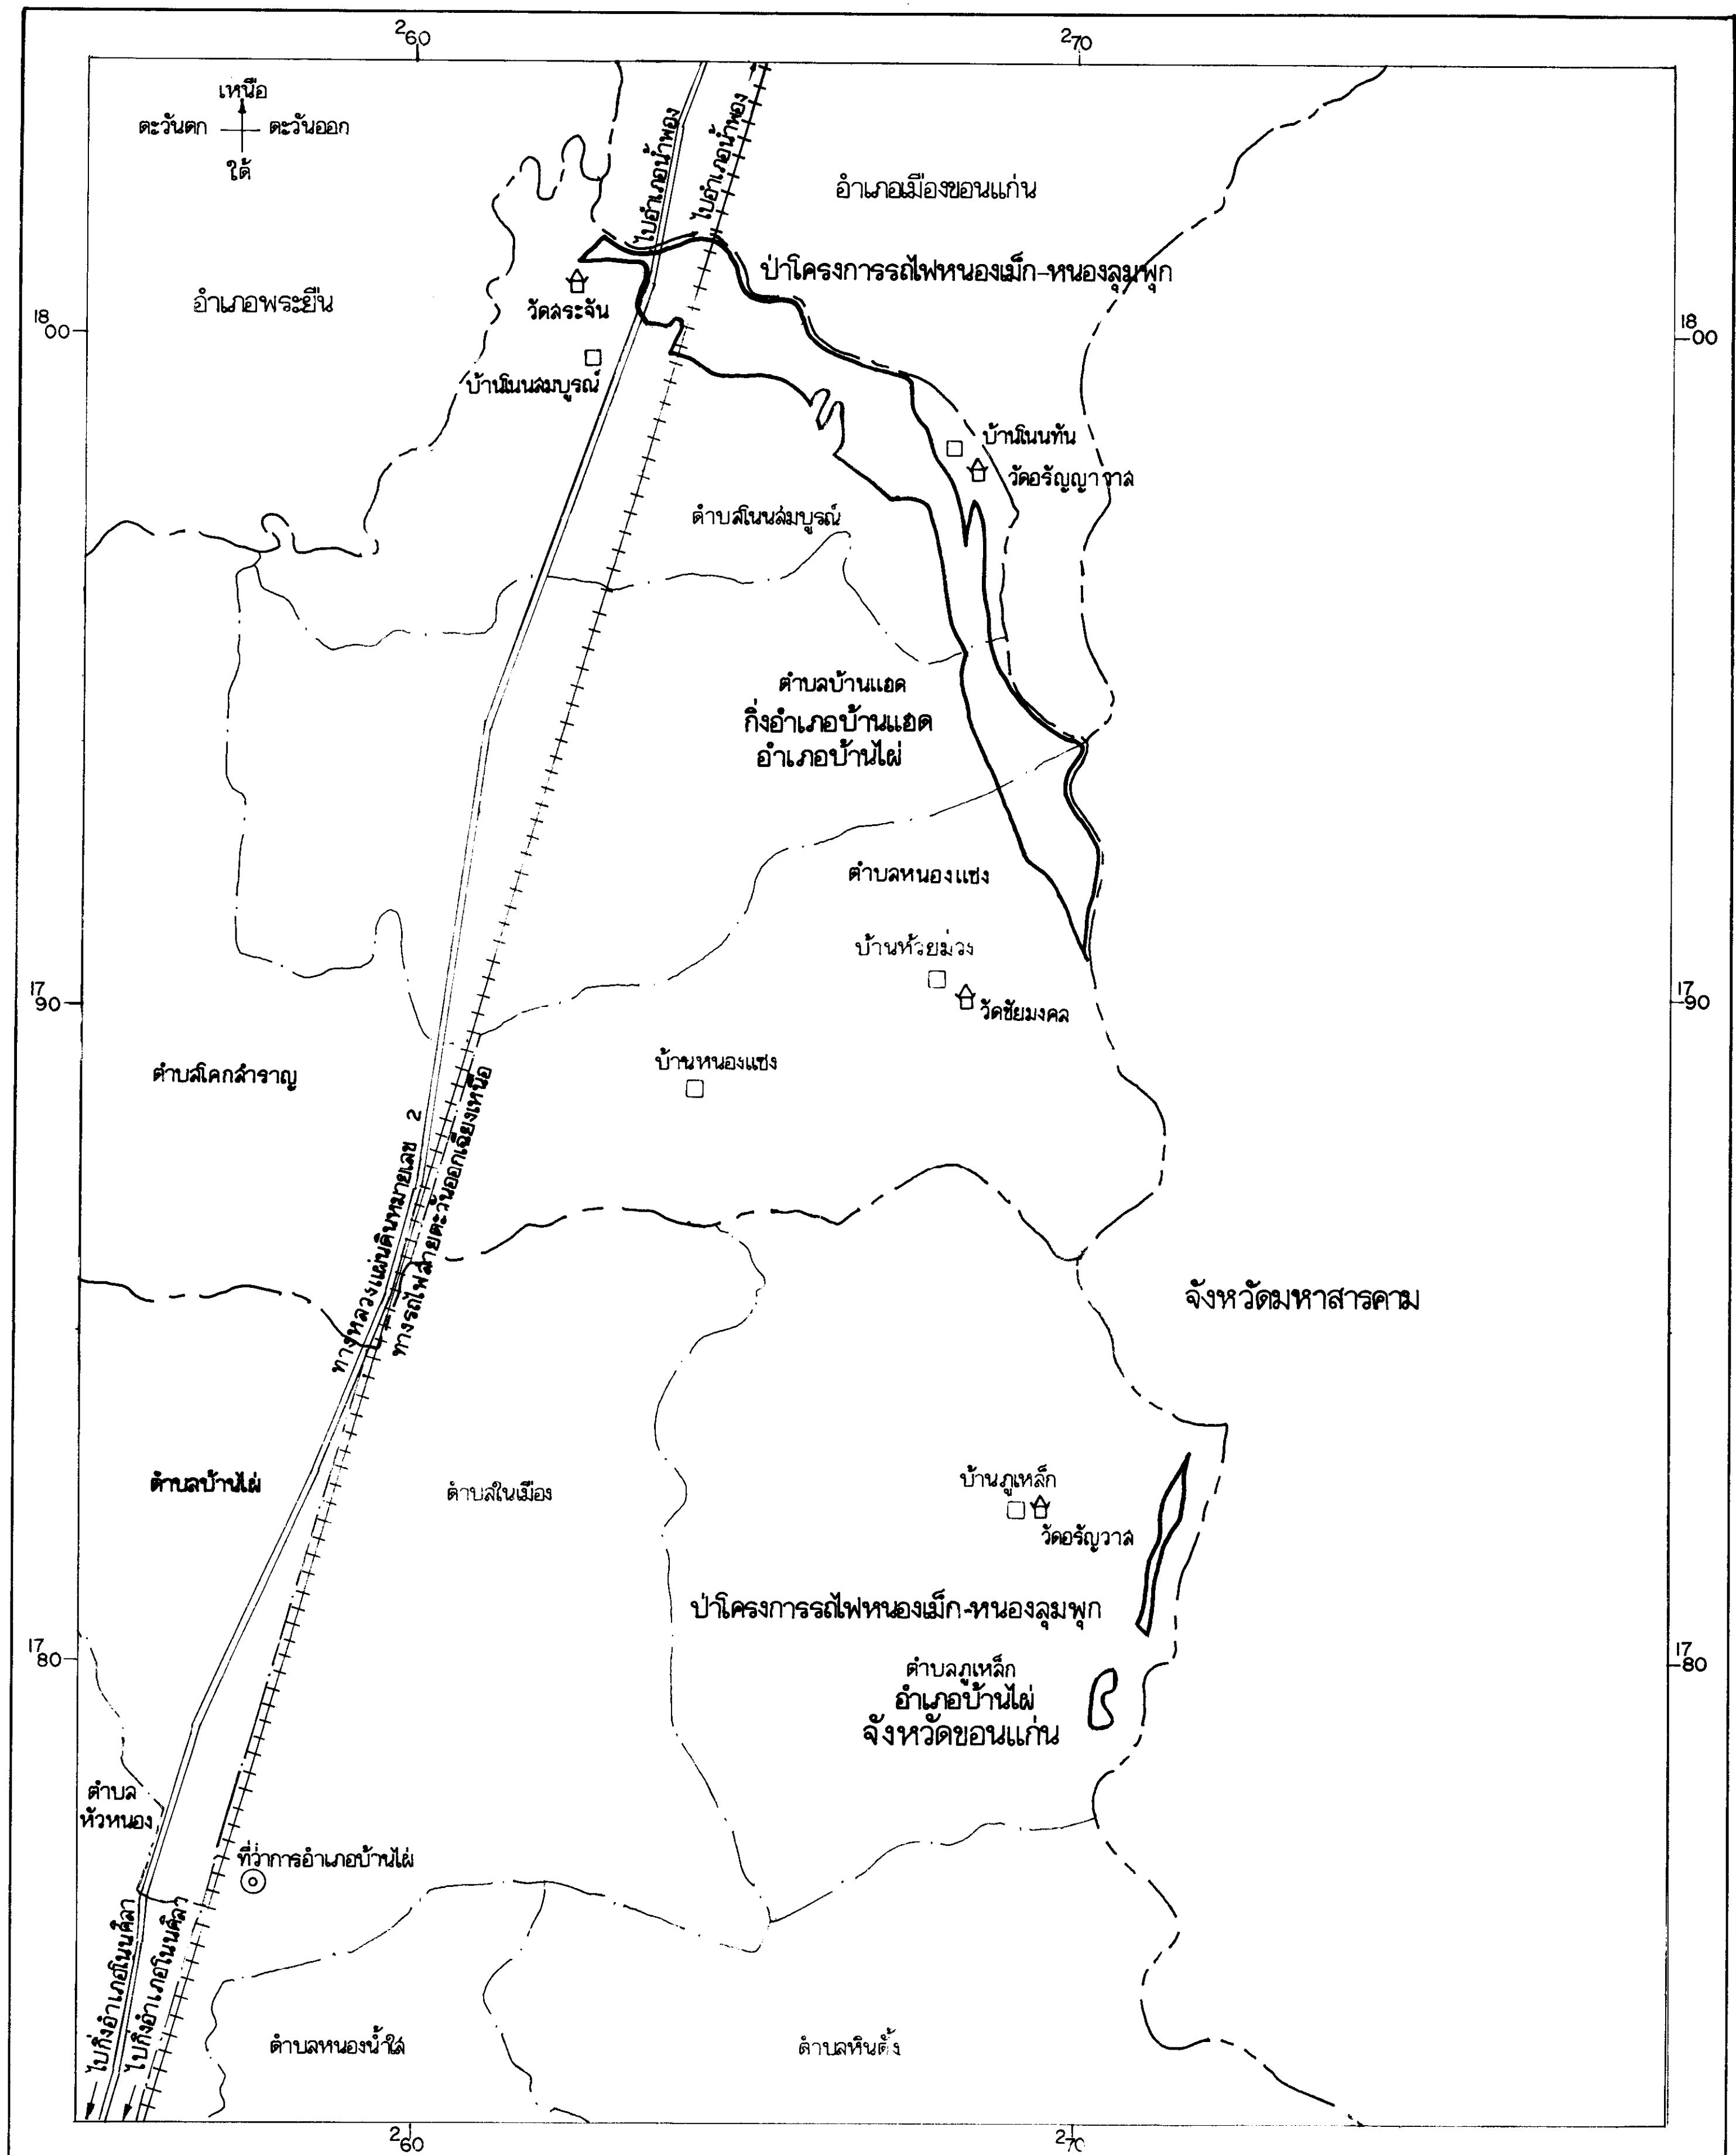 260
270
เหนือ
ตะวันตก
ตะวันออก
ใต้
ไปอำเภอน้ำพอง
ไปอำเภอน้ำพอง
อำเภอเมืองขอนแก่น
ป่าโครงการรถไฟหนองเม็ก-หนองลุมพุก
อำเภอพระยืน
วัดสระจัน
1800
1800
บ้านโนนสมบูรณ์
บ้านโนนทัน
วัดอรัญญาวาส
ตำบลโนนสมบูรณ์
ตำบลบ้านแฮด
กิ่งอำเภอบ้านแฮด
อำเภอบ้านไผ่
ตำบลหนองแซง
บ้านห้วยม่วง
วัดชัยมงคล
1790
1790
บ้านหนองแซง
ตำบลโคกสำราญ
ทางหลวงแผ่นดินหมายเลข 2
ทางรถไฟสายตะวันออกเฉียงเหนือ
จังหวัดมหาสารคาม
ตำบลบ้านไผ่
ตำบลในเมือง
บ้านภูเหล็ก
วัดอรัญวาส
ป่าโครงการรถไฟหนองเม็ก-หนองลุมพุก
1780
1780
ตำบลภูเหล็ก
อำเภอบ้านไผ่
จังหวัดขอนแก่น
ตำบล
หัวหนอง
ที่ว่าการอำเภอบ้านไผ่
ไปกิ่งอำเภอโนนศิลา
ไปกิ่งอำเภอโนนศิลา
ตำบลหนองน้ำใส
ตำบลหินตั้ง
260
270